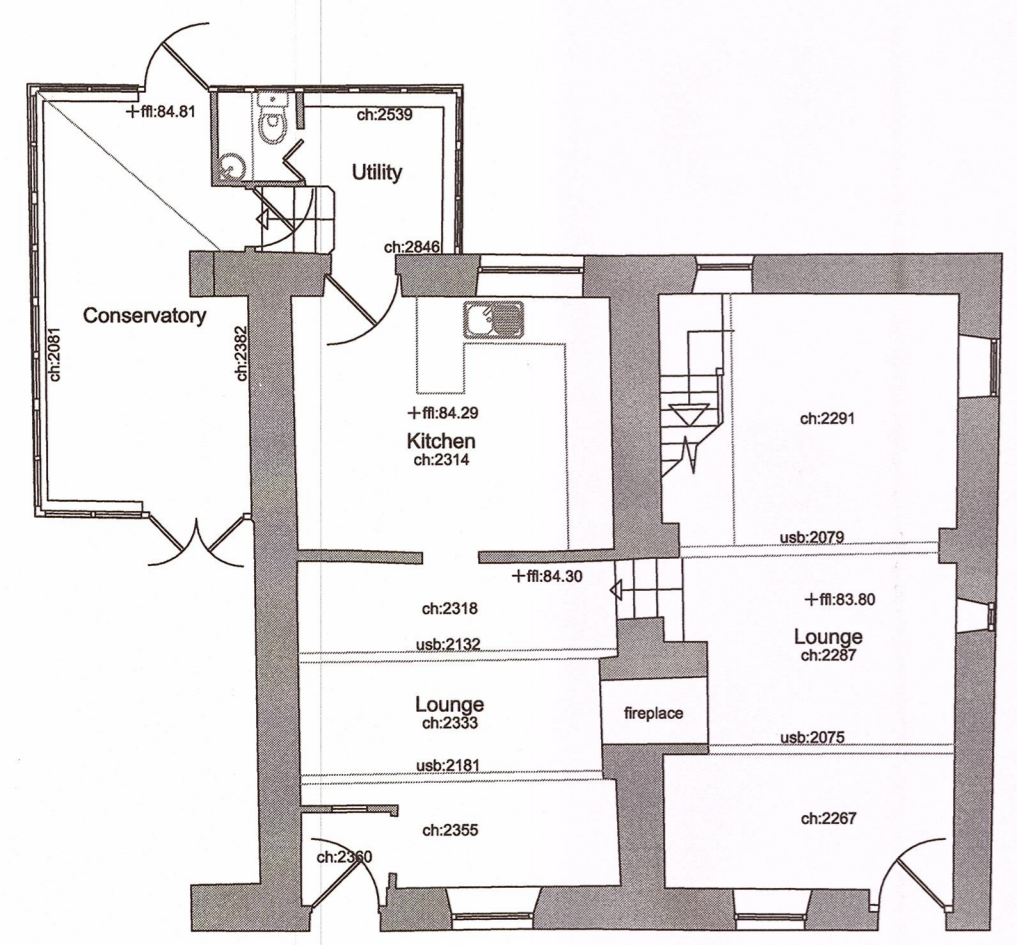 +ffl:84.81
ch:2539
Utility
ch:2846
Conservatory
ch:2081
ch:2382
+ffl:84.29
Kitchen
ch:2314
ch:2291
usb:2079
+ffl:84.30
ch:2318
usb:2132
+ffl:83.80
Lounge
ch:2287
Lounge
ch:2333
fireplace
usb:2075
usb:2181
ch:2355
ch:2267
ch:2360